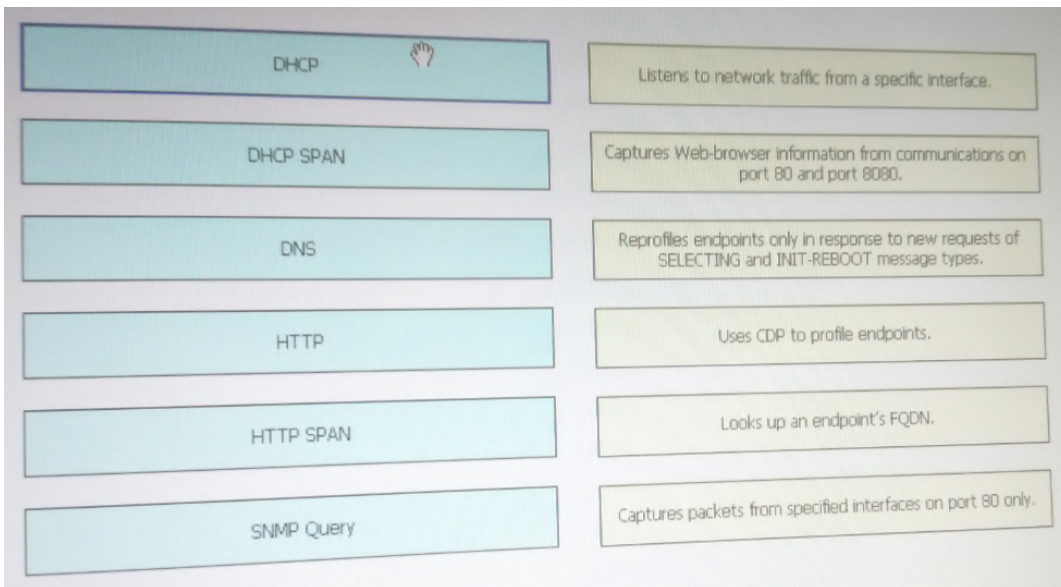 DHCP
DHCP SPAN
DNS
HTTP
HTTP SPAN
SNMP Query
Listens to network traffic from a specific interface.
Captures Web-browser information from communications on
port 80 and port 8080.
Reprofiles endpoints only in response to new requests of
SELECTING and INIT-REBOOT message types.
Uses CDP to profile endpoints.
Looks up an endpoint's FQDN.
Captures packets from specified interfaces on port 80 only.